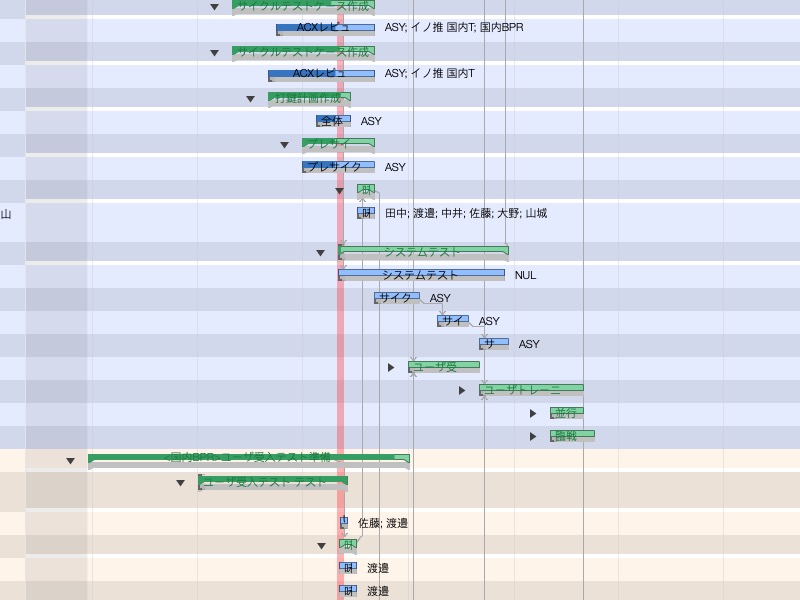 サイクルテストケース作成
ACXレビュ ASY; イノ推 国内T; 国内BPR
サイクルテストケース作成
ACXレビュ ASY; イノ推 国内T
打鍵計画作成
全体 ASY
プレサイ
プレサイク ASY
山 田中; 渡邉; 中井; 佐藤; 大野; 山城
システムテスト
システムテスト NUL
サイク ASY
サイ ASY
サ ASY
ユーザ受
ユーザトレーニ
並行
臨戦
<国内BPR>ユーザ受入テスト準備
ユーザ受入テスト テスト
佐藤; 渡邉
渡邉
渡邉